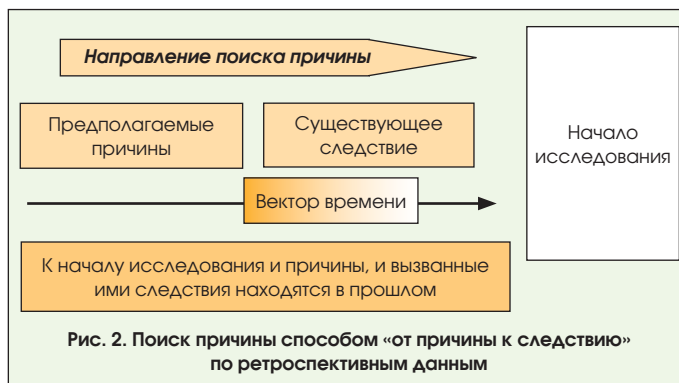 Направление поиска причины
Предполагаемые
причины
Существующее
следствие
Начало
исследования
Вектор времени
К началу исследования и причины, и вызванные
ими следствия находятся в прошлом
Рис. 2. Поиск причины способом «от причины к следствию»
по ретроспективным данным